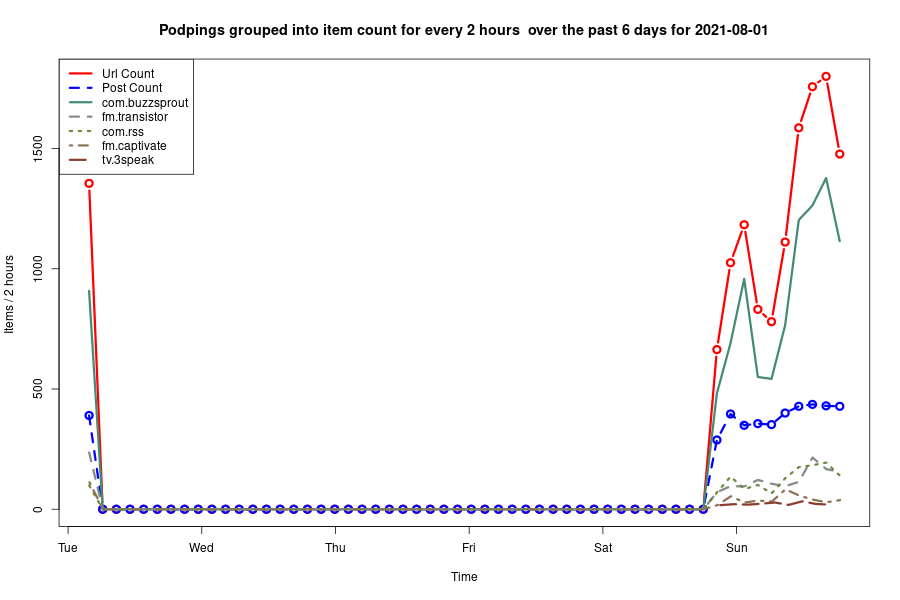 Podpings grouped into item count for every 2 hours  over the past 6 days for 2021-08-01
Url Count
Post Count
com.buzzsprout
fm.transistor
com.rss
fm.captivate
tv.3speak
Items / 2 hours
1500
1000
500
0
Tue Wed Thu Fri Sat Sun
Time